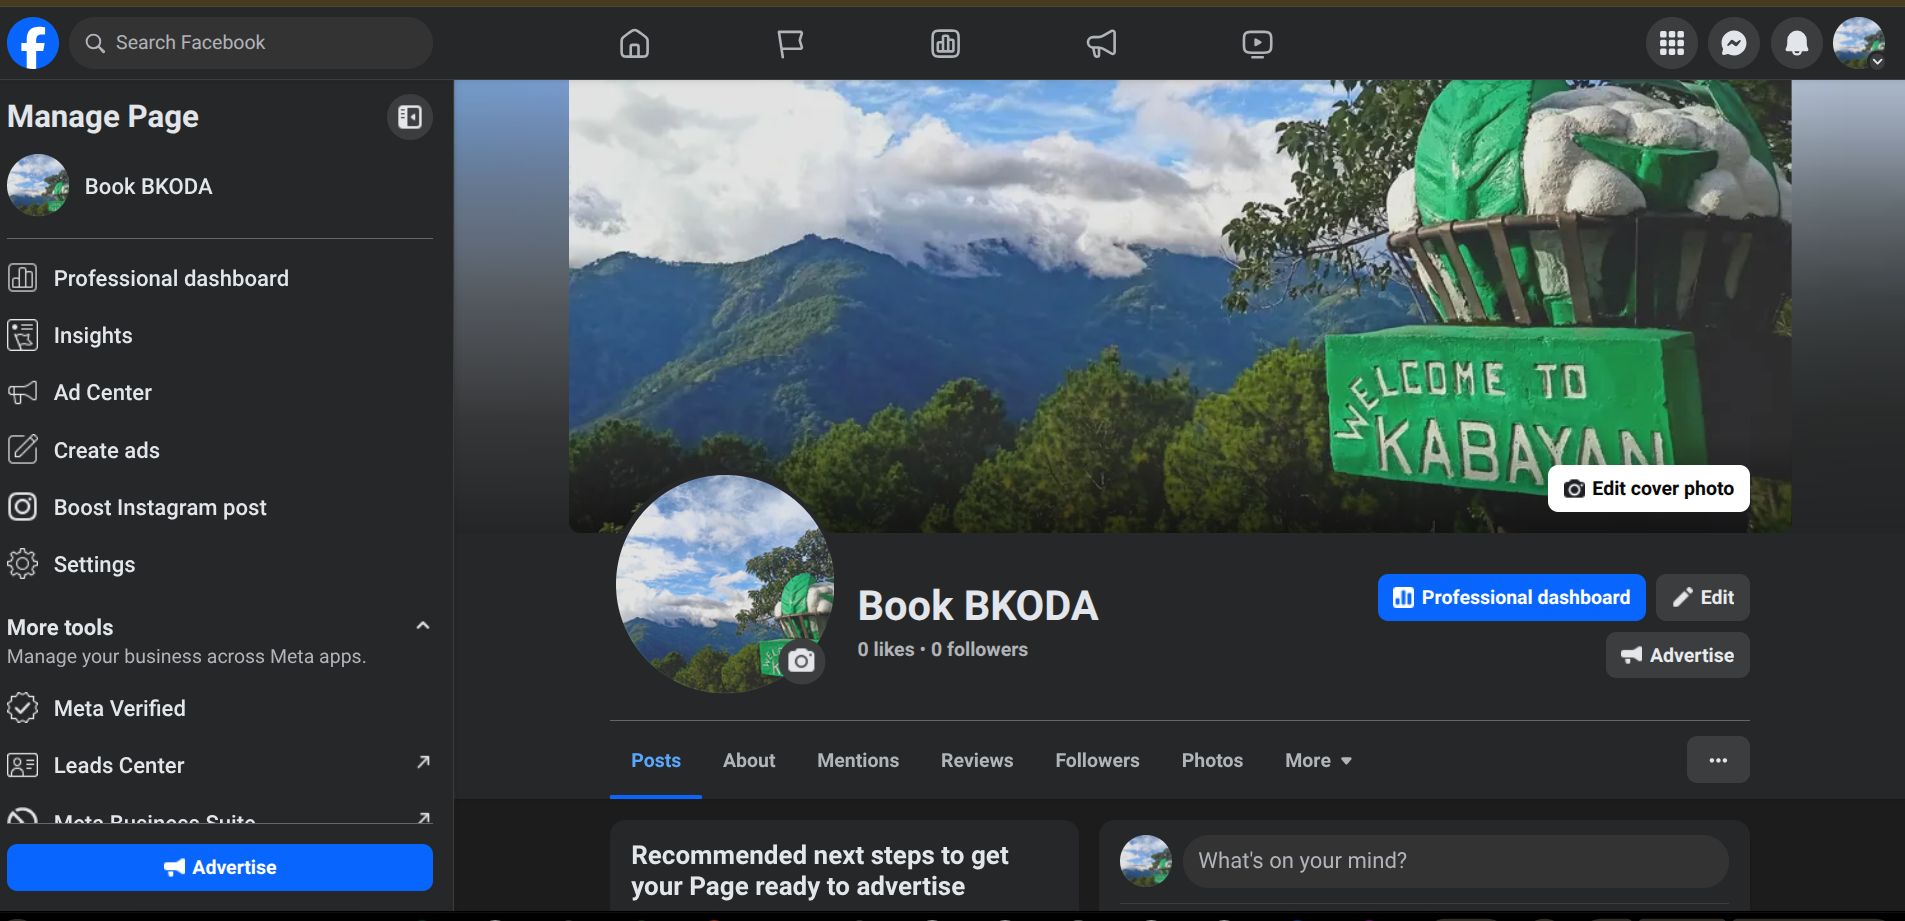 Search Facebook
Manage Page
Book BKODA
Professional dashboard
Insights
Ad Center
Create ads
Boost Instagram post
Settings
More tools
Manage your business across Meta apps.
Meta Verified
Leads Center
Meta Business Suite
Advertise
WELCOME TO
KABAYAN
Edit cover photo
Book BKODA
0 likes • 0 followers
Professional dashboard
Edit
Advertise
Posts
About
Mentions
Reviews
Followers
Photos
More
Recommended next steps to get
your Page ready to advertise
What's on your mind?